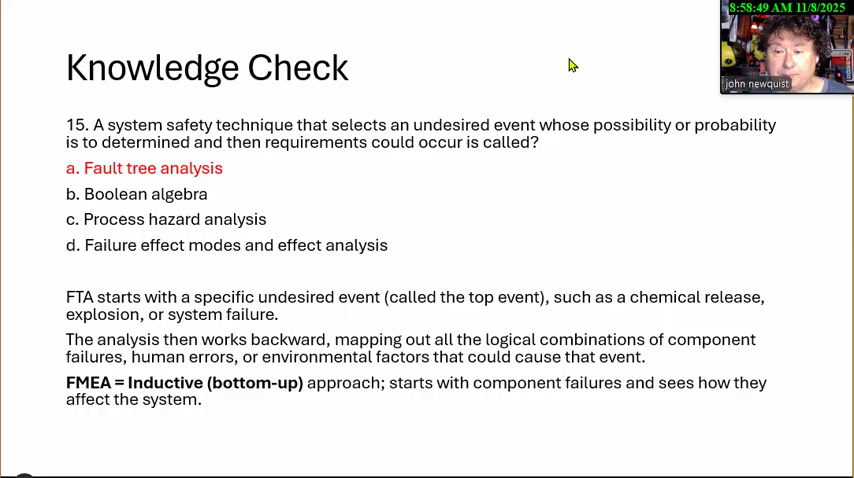 8:58:49 AM 11/8/2025
john newquist
Knowledge Check
15. A system safety technique that selects an undesired event whose possibility or probability
is to determined and then requirements could occur is called?
a. Fault tree analysis
b. Boolean algebra
c. Process hazard analysis
d. Failure effect modes and effect analysis
FTA starts with a specific undesired event (called the top event), such as a chemical release,
explosion, or system failure.
The analysis then works backward, mapping out all the logical combinations of component
failures, human errors, or environmental factors that could cause that event.
FMEA = Inductive (bottom-up) approach; starts with component failures and sees how they
affect the system.